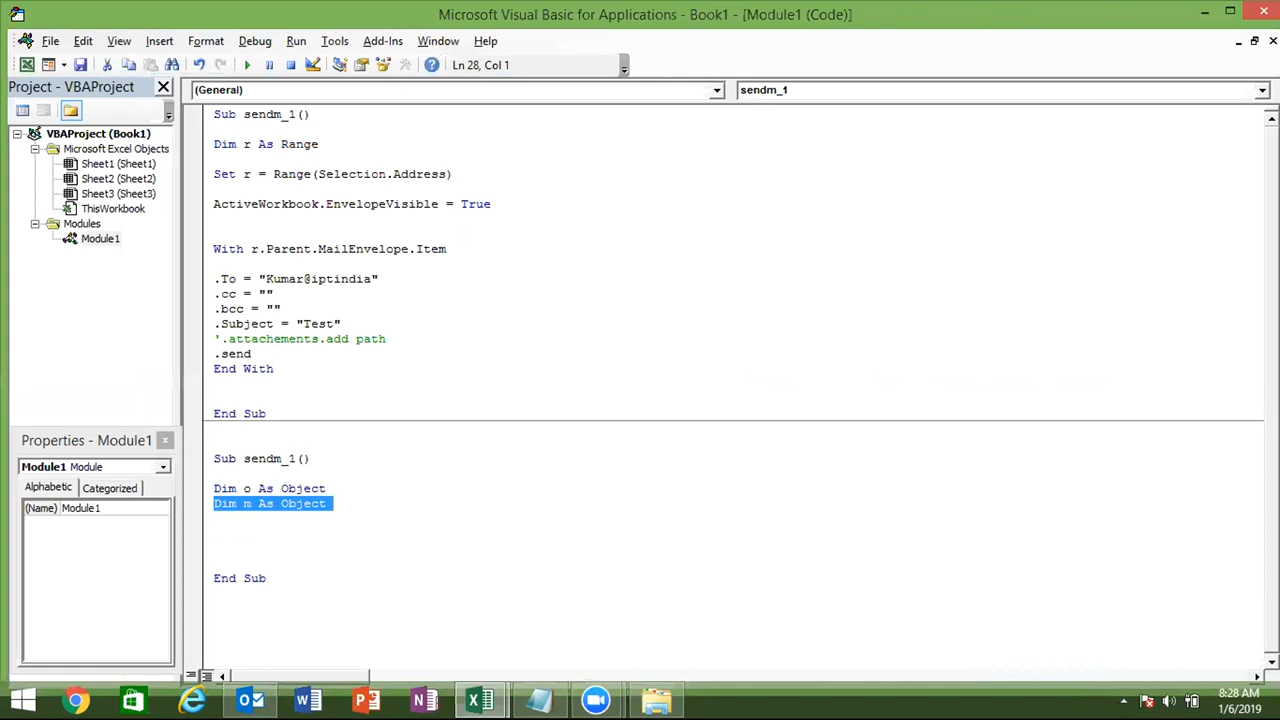 Microsoft Visual Basic for Applications - Book1 - [Module1 (Code)]
File Edit View Insert Format Debug Run Tools Add-Ins Window Help
Ln 28, Col 1
Project - VBAProject
(General)
sendm_1
VBAProject (Book1)
Microsoft Excel Objects
Sheet1 (Sheet1)
Sheet2 (Sheet2)
Sheet3 (Sheet3)
ThisWorkbook
Modules
Module1
Sub sendm_1()
Dim r As Range
Set r = Range(Selection.Address)
ActiveWorkbook.EnvelopeVisible = True
With r.Parent.MailEnvelope.Item
.To = "Kumar@iptindia"
.cc = ""
.bcc = ""
.Subject = "Test"
'.attachements.add path
.send
End With
End Sub
Sub sendm_1()
Dim o As Object
Dim m As Object
End Sub
Properties - Module1
Module1 Module
Alphabetic Categorized
(Name) Module1
8:28 AM
1/6/2019